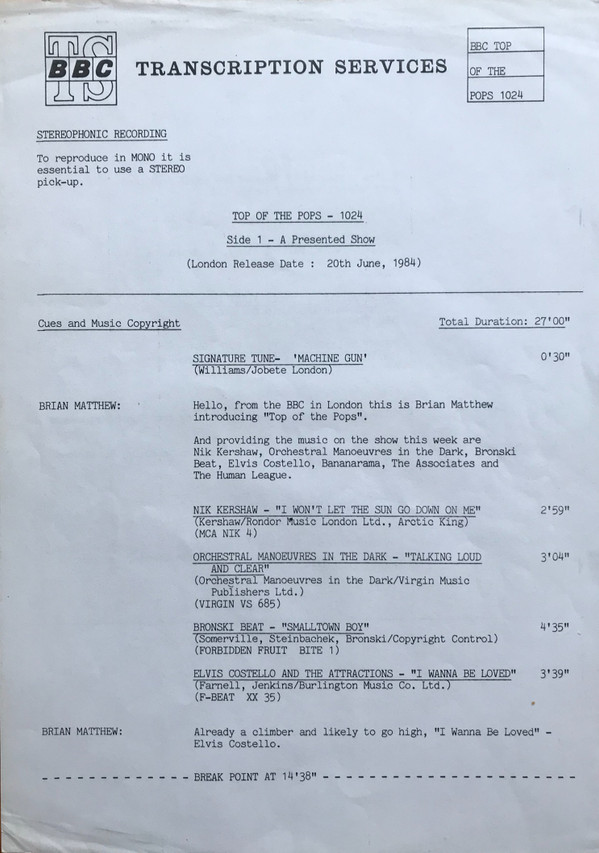 TS
BBC
TRANSCRIPTION SERVICES
BBC TOP
OF THE
POPS 1024
STEREOPHONIC RECORDING
To reproduce in MONO it is
essential to use a STEREO
pick-up.
TOP OF THE POPS - 1024
Side 1 - A Presented Show
(London Release Date : 20th June, 1984)
Cues and Music Copyright Total Duration: 27'00"
SIGNATURE TUNE- 'MACHINE GUN' 0'30"
(Williams/Jobete London)
BRIAN MATTHEW: Hello, from the BBC in London this is Brian Matthew
introducing "Top of the Pops".
And providing the music on the show this week are
Nik Kershaw, Orchestral Manoeuvres in the Dark, Bronski
Beat, Elvis Costello, Bananarama, The Associates and
The Human League.
NIK KERSHAW - "I WON'T LET THE SUN GO DOWN ON ME" 2'59"
(Kershaw/Rondor Music London Ltd., Arctic King)
(MCA NIK 4)
ORCHESTRAL MANOEUVRES IN THE DARK - "TALKING LOUD 3'04"
AND CLEAR"
(Orchestral Manoeuvres in the Dark/Virgin Music
Publishers Ltd.)
(VIRGIN VS 685)
BRONSKI BEAT - "SMALLTOWN BOY" 4'35"
(Somerville, Steinbachek, Bronski/Copyright Control)
(FORBIDDEN FRUIT BITE 1)
ELVIS COSTELLO AND THE ATTRACTIONS - "I WANNA BE LOVED" 3'39"
(Farnell, Jenkins/Burlington Music Co. Ltd.)
(F-BEAT XX 35)
BRIAN MATTHEW: Already a climber and likely to go high, "I Wanna Be Loved" -
Elvis Costello.
- - - - - - - - - - - - - BREAK POINT AT 14'38" - - - - - - - - - - - - - - - - - - - - - - -